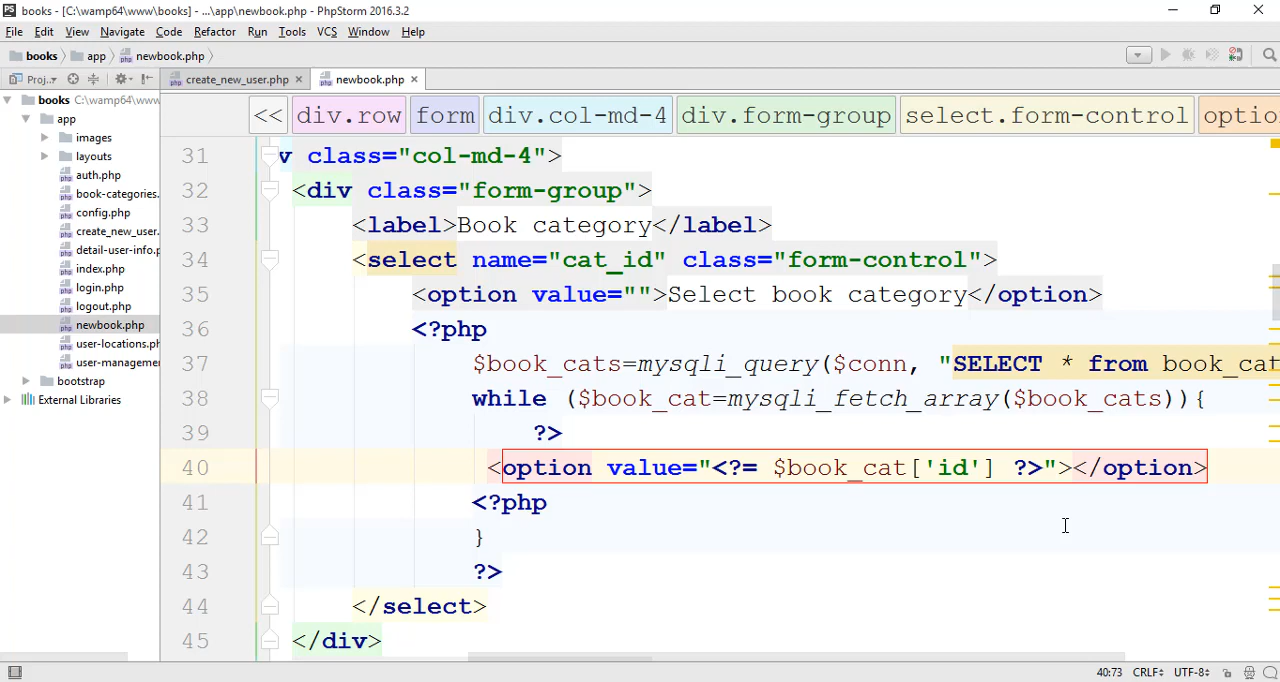 PS books - [C:\wamp64\www\books] - ...\app\newbook.php - PhpStorm 2016.3.2
File Edit View Navigate Code Refactor Run Tools VCS Window Help
books app newbook.php
Proj.. create_new_user.php newbook.php
books C:\wamp64\www
app
images
layouts
auth.php
book-categories.
config.php
create_new_user.
detail-user-info.p
index.php
login.php
logout.php
newbook.php
user-locations.ph
user-manageme
bootstrap
External Libraries
<< div.row form div.col-md-4 div.form-group select.form-control optio
31 v class="col-md-4">
32 <div class="form-group">
33 <label>Book category</label>
34 <select name="cat_id" class="form-control">
35 <option value="">Select book category</option>
36 <?php
37 $book_cats=mysqli_query($conn, "SELECT * from book_cat
38 while ($book_cat=mysqli_fetch_array($book_cats)){
39 ?>
40 <option value="<?= $book_cat['id'] ?>"></option>
41 <?php
42 }
43 ?>
44 </select>
45 </div>
40:73 CRLF UTF-8